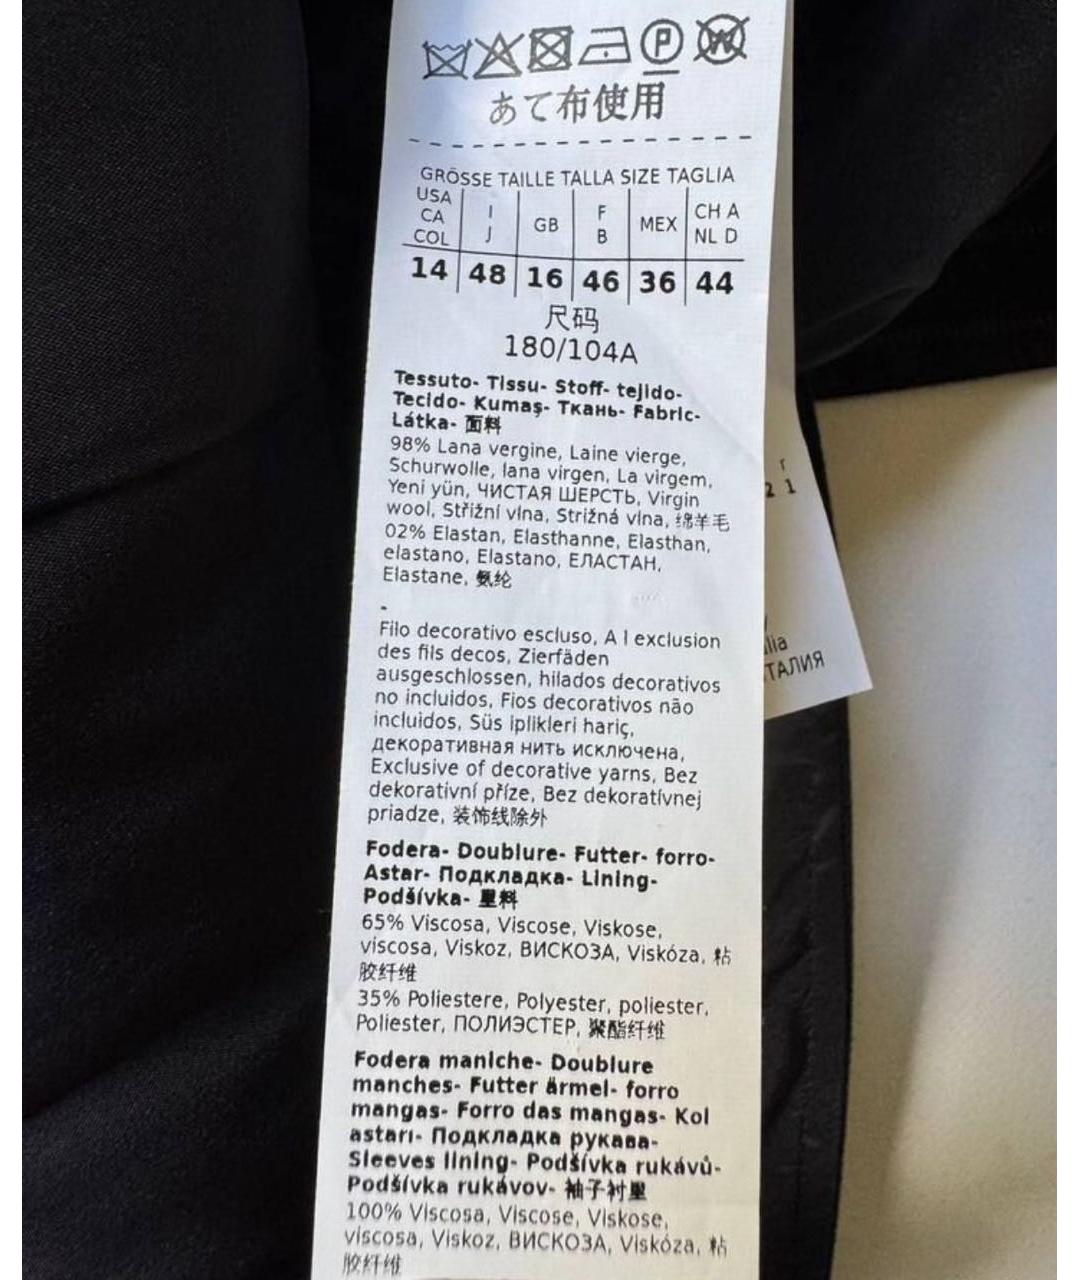 P W
あて布使用
GRÖSSE TAILLE TALLA SIZE TAGLIA
USA CA COL | I J | GB | F B | MEX | CH A NL D
14 | 48 | 16 | 46 | 36 | 44
尺码
180/104A
Tessuto- Tissu- Stoff- tejido-
Tecido- Kumaş- Ткань- Fabric-
Látka- 面料
98% Lana vergine, Laine vierge,
Schurwolle, lana virgen, La virgem,
Yeni yün, ЧИСТАЯ ШЕРСТЬ, Virgin
wool, Střižní vlna, Strižná vlna, 绵羊毛
02% Elastan, Elasthanne, Elasthan,
elastano, Elastano, ЕЛАСТАН,
Elastane, 氨纶
-
Filo decorativo escluso, A l exclusion
des fils decos, Zierfäden
ausgeschlossen, hilados decorativos
no incluidos, Fios decorativos não
incluidos, Süs iplikleri hariç,
декоративная нить исключена,
Exclusive of decorative yarns, Bez
dekorativní příze, Bez dekoratívnej
priadze, 装饰线除外
Fodera- Doublure- Futter- forro-
Astar- Подкладка- Lining-
Podšívka- 里料
65% Viscosa, Viscose, Viskose,
viscosa, Viskoz, ВИСКОЗА, Viskóza, 粘
胶纤维
35% Poliestere, Polyester, poliester,
Poliester, ПОЛИЭСТЕР, 聚酯纤维
Fodera maniche- Doublure
manches- Futter ärmel- forro
mangas- Forro das mangas- Kol
astarı- Подкладка рукава-
Sleeves lining- Podšívka rukávů-
Podšívka rukávov- 袖子衬里
100% Viscosa, Viscose, Viskose,
viscosa, Viskoz, ВИСКОЗА, Viskóza, 粘
胶纤维
2 1
lia
ТАЛИЯ